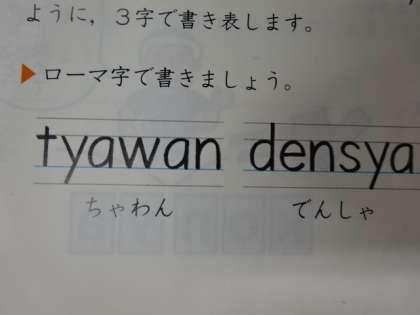 ように，３字で書き表します。
▶ローマ字で書きましょう。
tyawan densya
ちゃわん でんしゃ